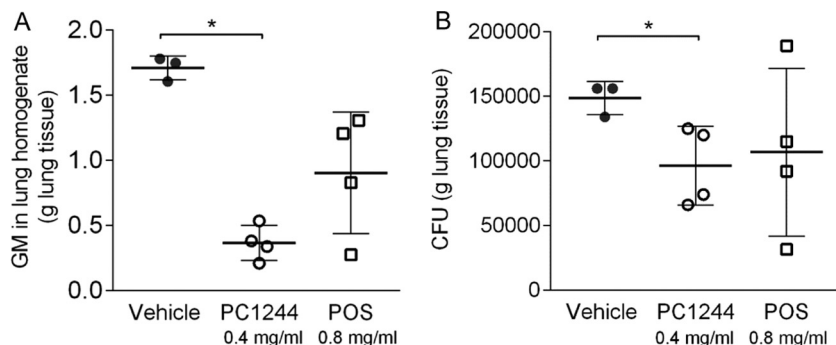 A
GM in lung homogenate
(g lung tissue)
2.0
1.5
1.0
0.5
0.0
*
Vehicle
PC1244
0.4 mg/ml
POS
0.8 mg/ml
B
CFU (g lung tissue)
200000
150000
100000
50000
0
*
Vehicle
PC1244
0.4 mg/ml
POS
0.8 mg/ml